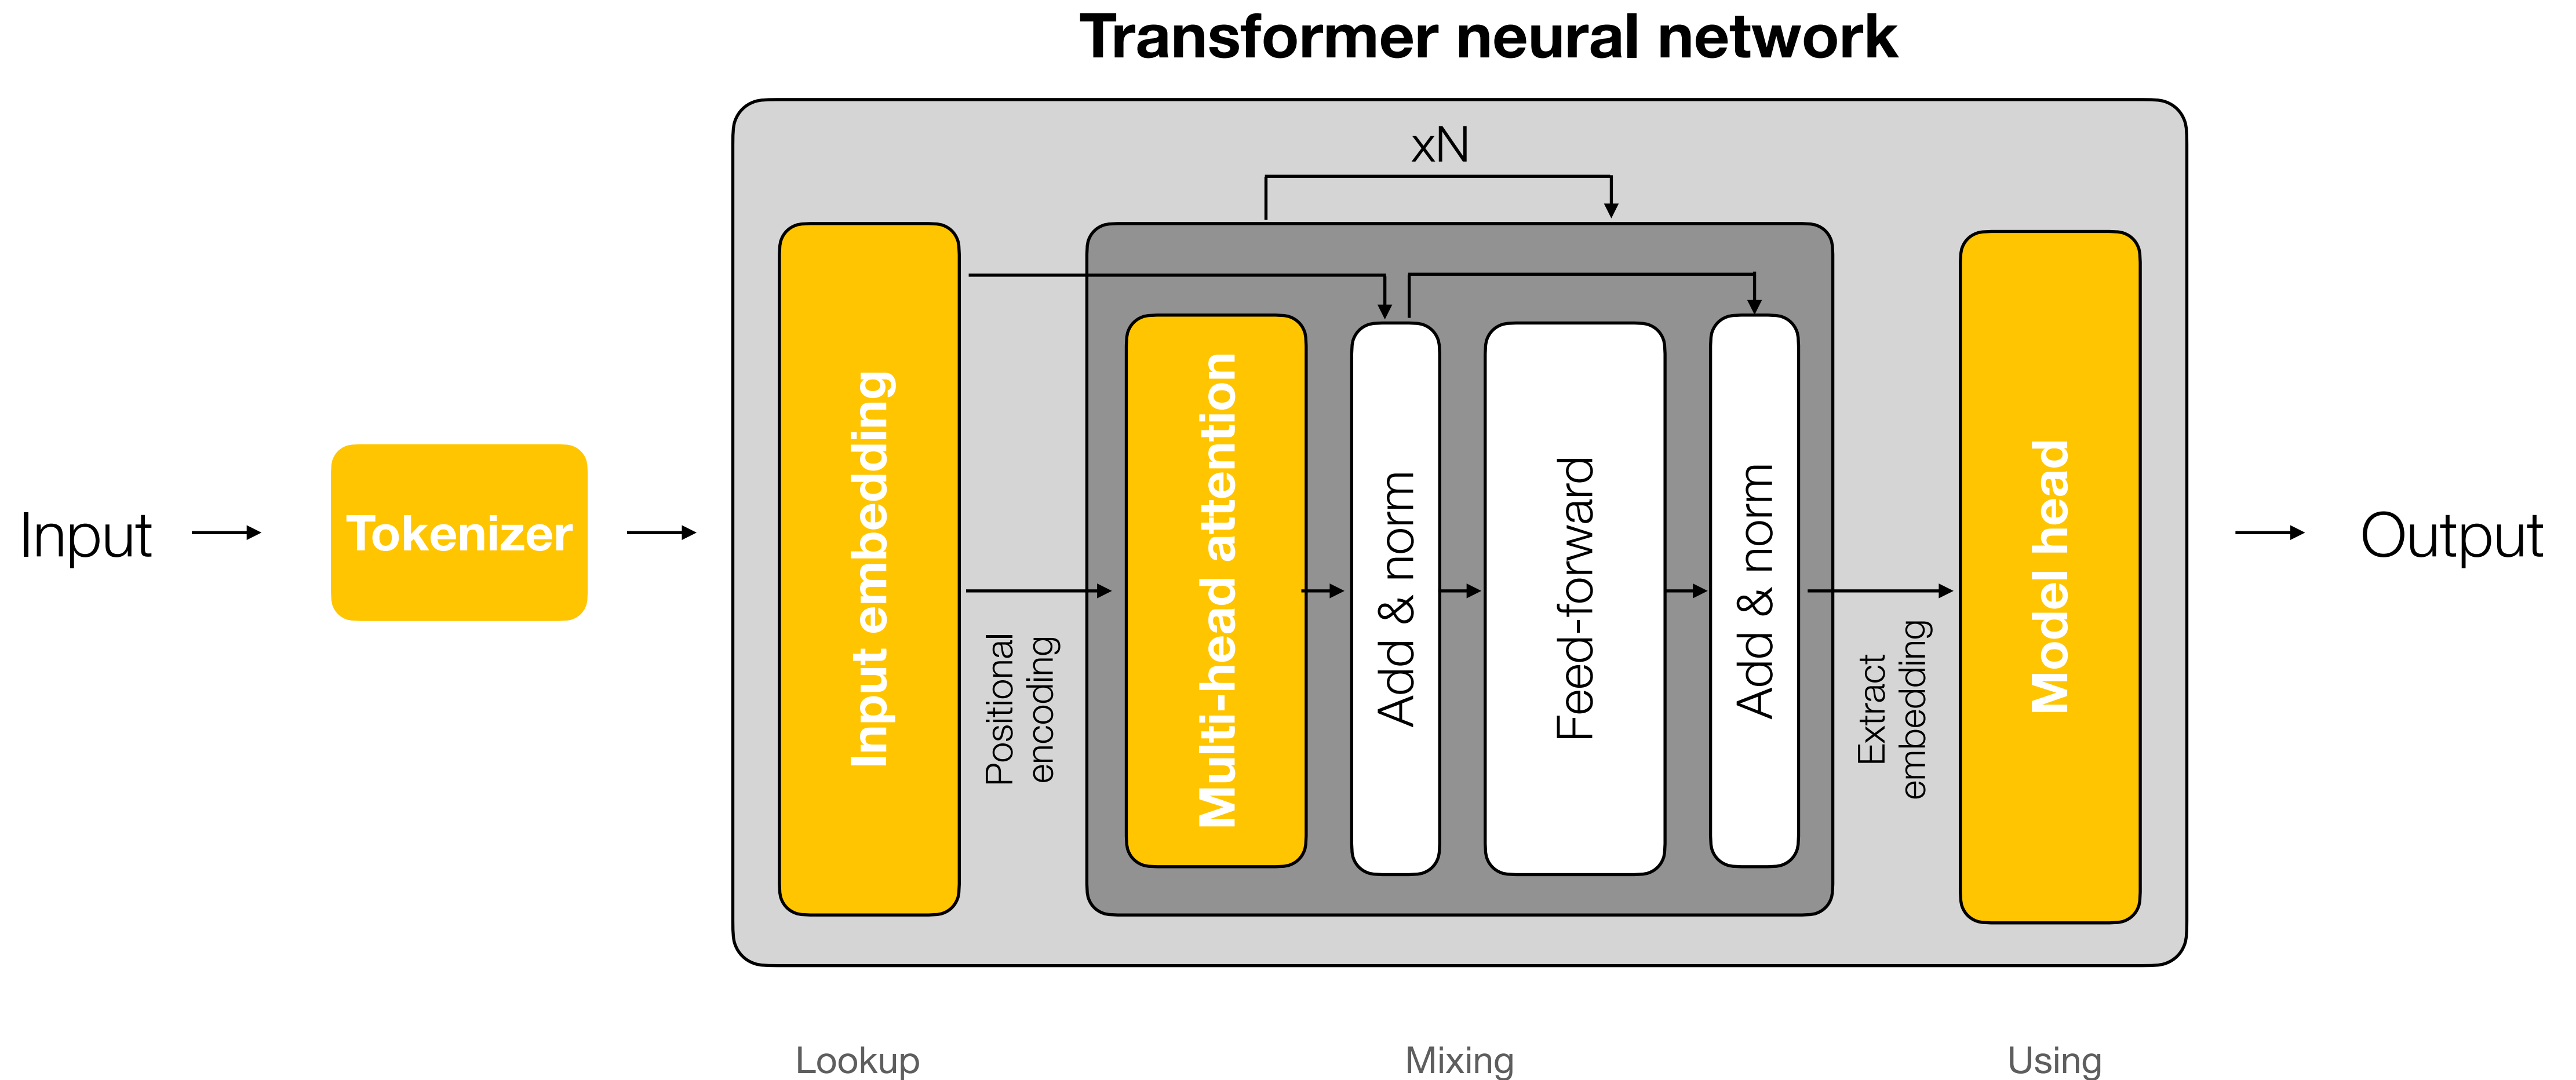 Transformer neural network
xN
Input
Tokenizer
Input embedding
Positional
encoding
Multi-head attention
Add & norm
Feed-forward
Add & norm
Extract
embedding
Model head
Output
Lookup
Mixing
Using